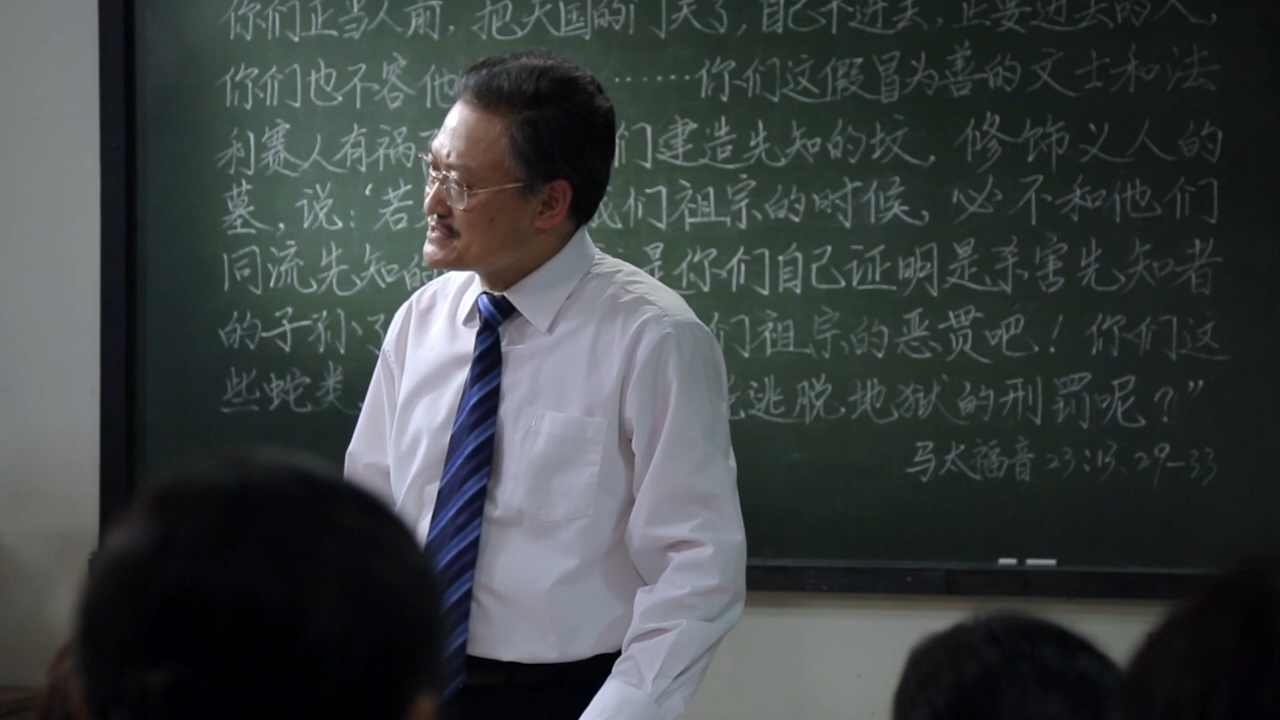 你们正当人前，把天国的门关了，自己不进去，正要进去的人，
你们也不容他 ……你们这假冒为善的文士和法
利赛人有祸 们建造先知的坟，修饰义人的
墓，说：‘若 们祖宗的时候，必不和他们
同流先知的 是你们自己证明是杀害先知者
的子孙了 们祖宗的恶贯吧！你们这
些蛇类 逃脱地狱的刑罚呢？”
马太福音 23:13、29-33